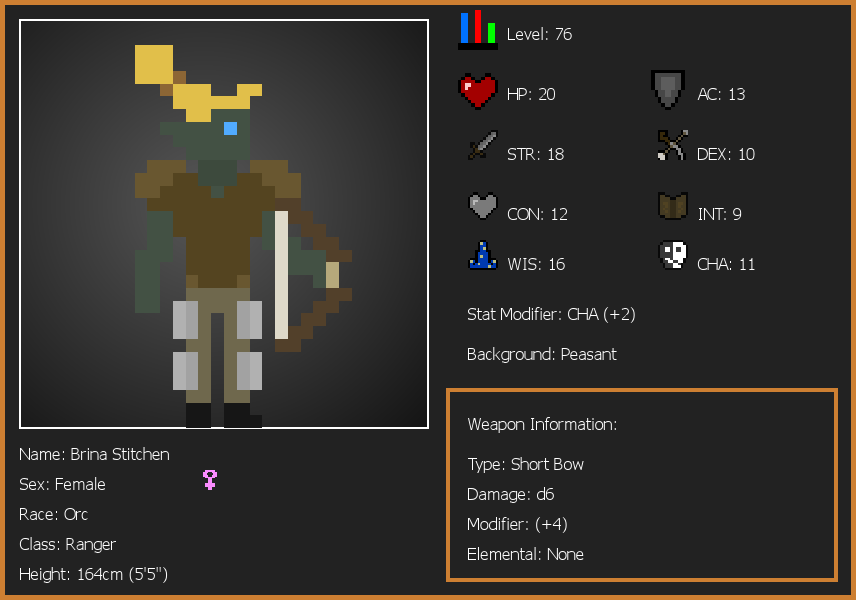 Level: 76
HP: 20
AC: 13
STR: 18
DEX: 10
CON: 12
INT: 9
WIS: 16
CHA: 11
Stat Modifier: CHA (+2)
Background: Peasant
Weapon Information:
Type: Short Bow
Damage: d6
Modifier: (+4)
Elemental: None
Name: Brina Stitchen
Sex: Female
Race: Orc
Class: Ranger
Height: 164cm (5'5")